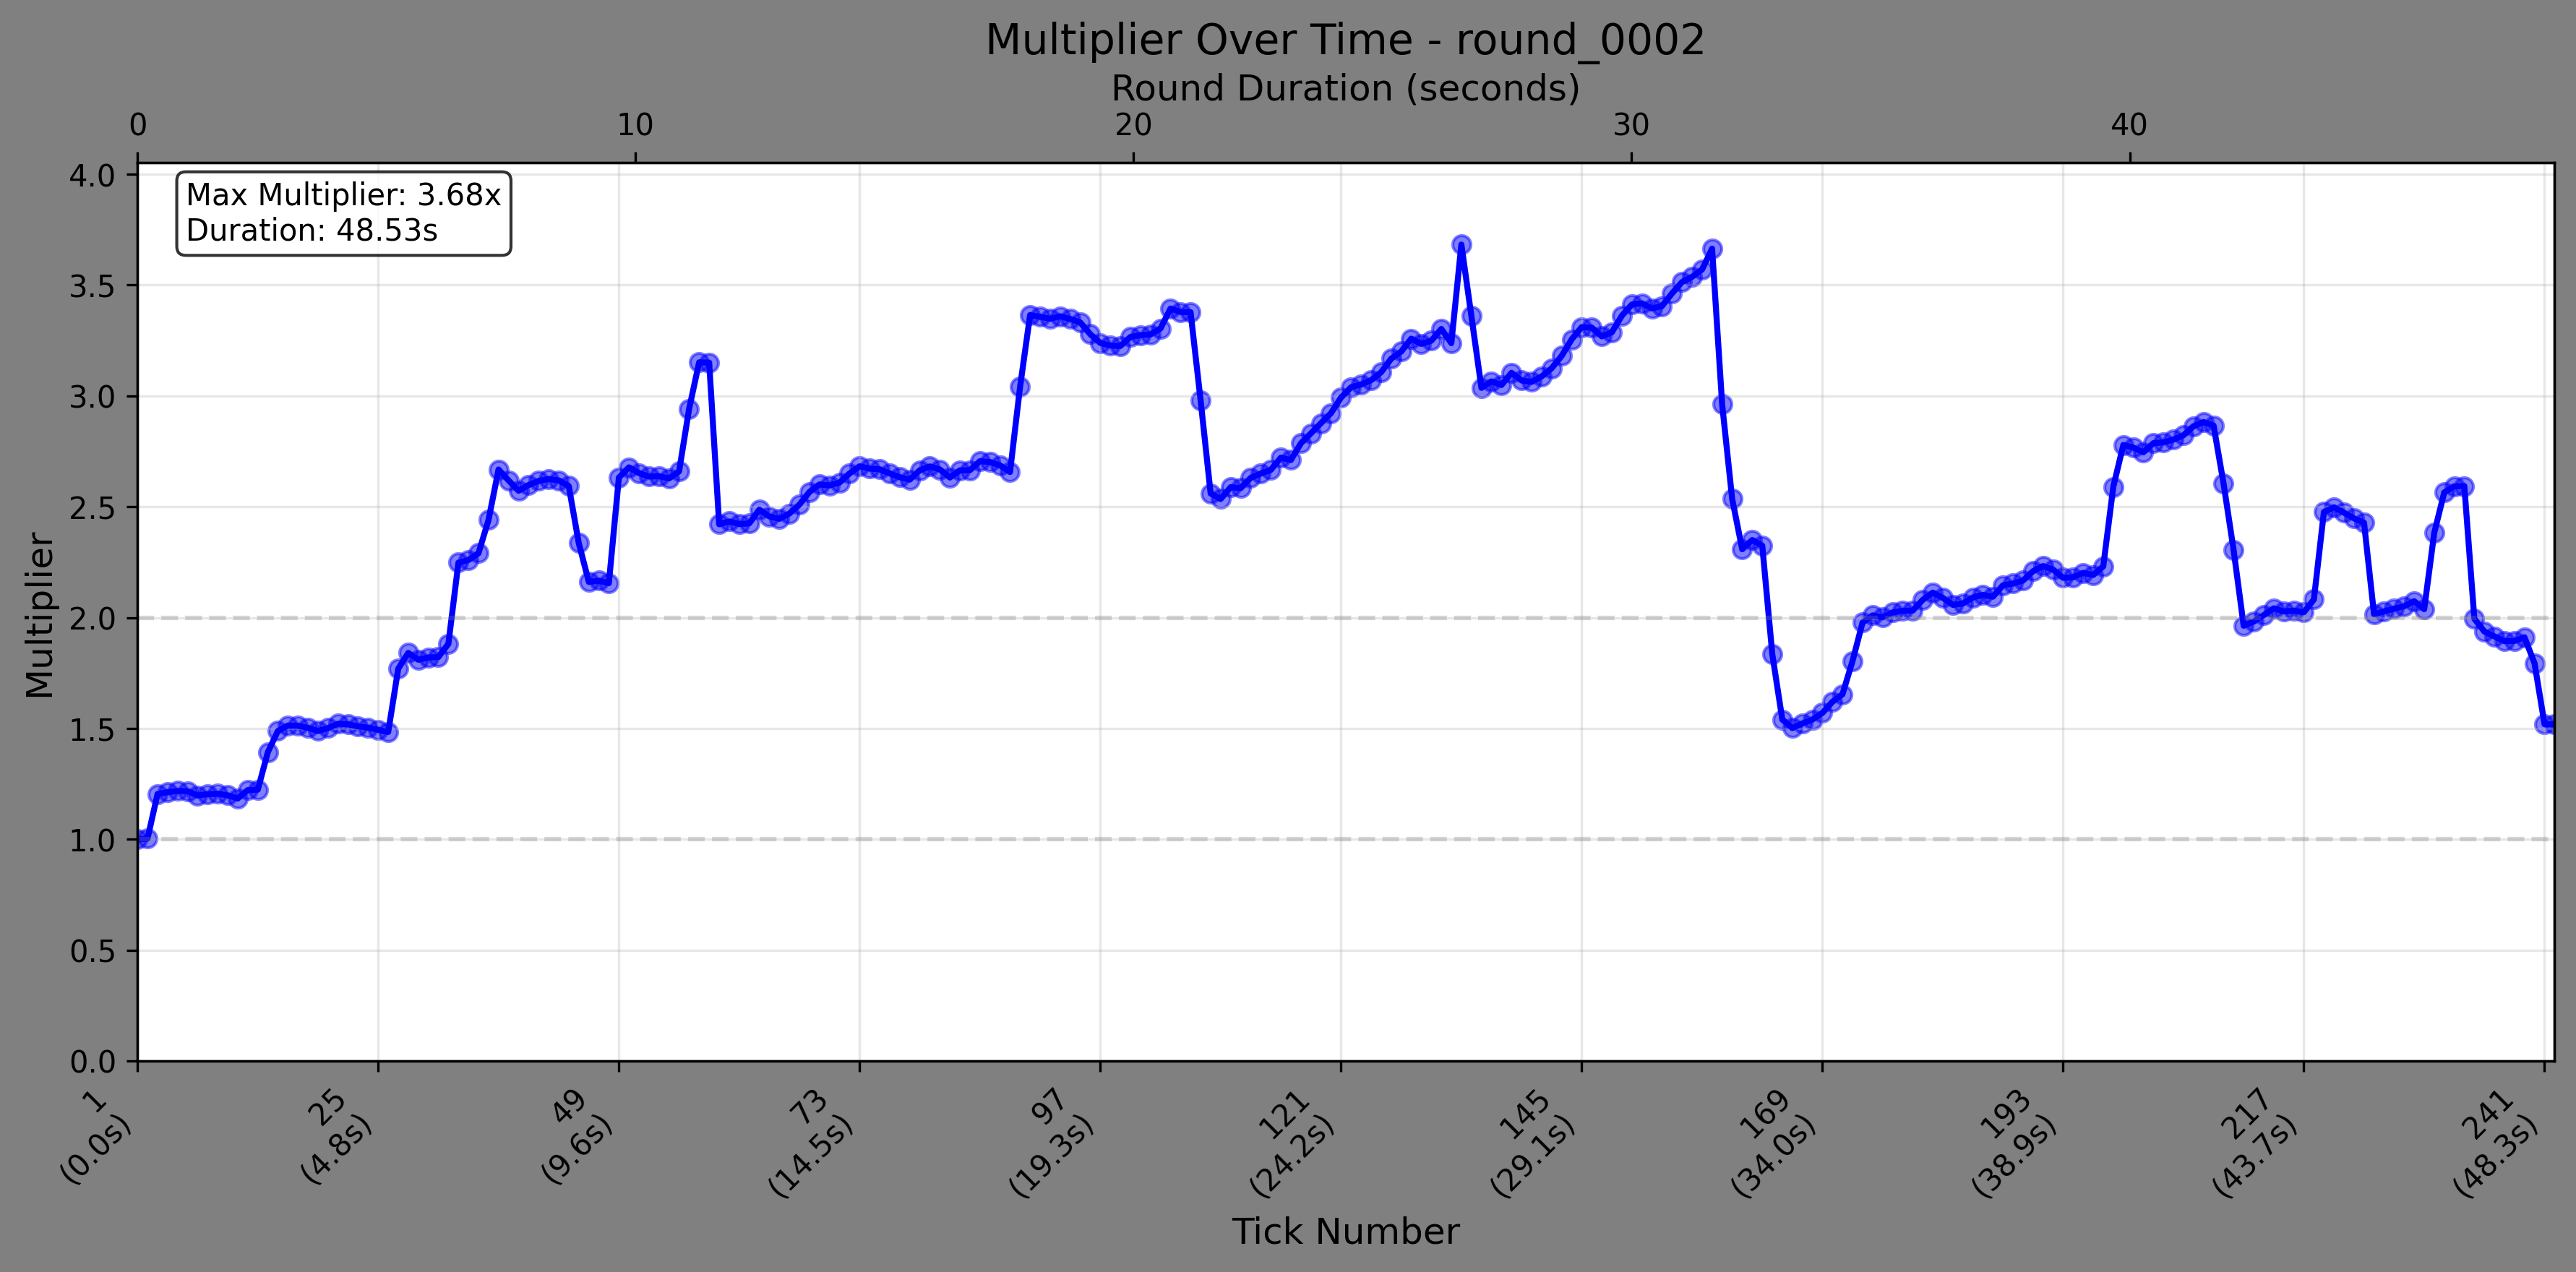 Multiplier Over Time - round_0002
Round Duration (seconds)
0 10 20 30 40
Max Multiplier: 3.68x
Duration: 48.53s
Multiplier
4.0
3.5
3.0
2.5
2.0
1.5
1.0
0.5
0.0
1
(0.0s)
25
(4.8s)
49
(9.6s)
73
(14.5s)
97
(19.3s)
121
(24.2s)
145
(29.1s)
169
(34.0s)
193
(38.9s)
217
(43.7s)
241
(48.3s)
Tick Number